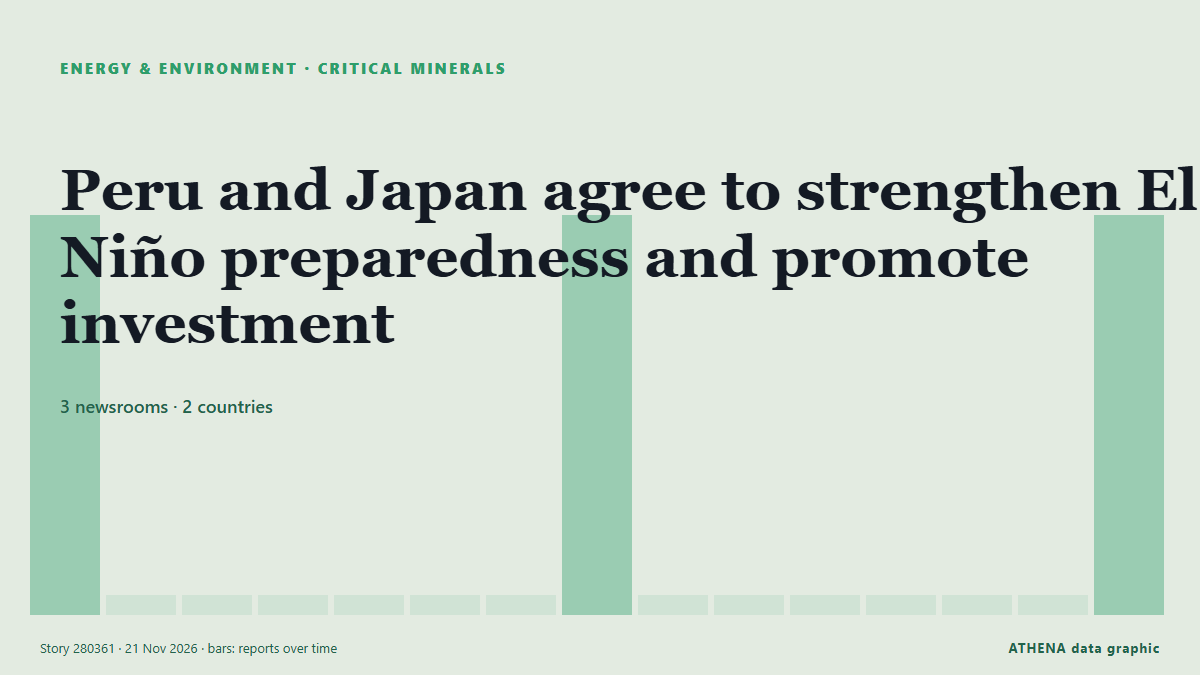 ENERGY & ENVIRONMENT · CRITICAL MINERALS
Peru and Japan agree to strengthen El
Niño preparedness and promote
investment
3 newsrooms · 2 countries
Story 280361 · 21 Nov 2026 · bars: reports over time
ATHENA data graphic